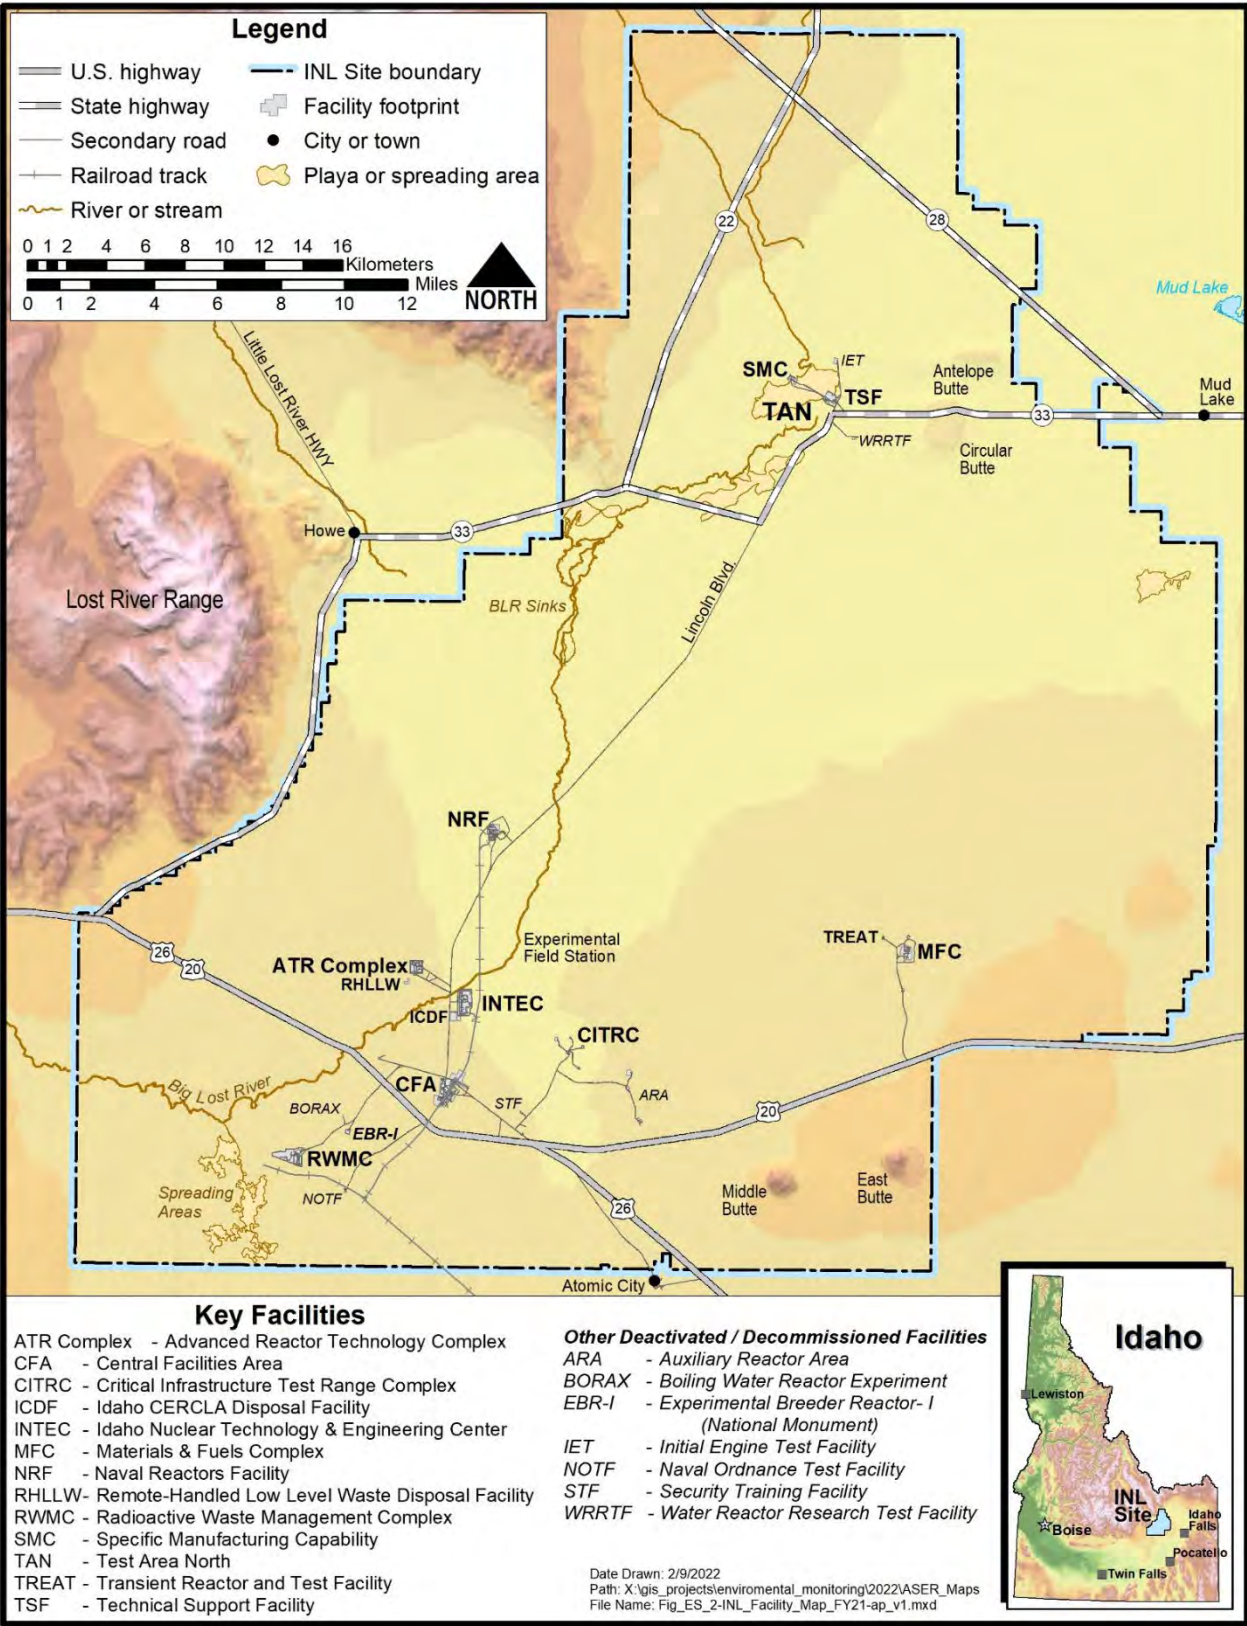 Legend
U.S. highway
State highway
Secondary road
Railroad track
River or stream
INL Site boundary
Facility footprint
City or town
Playa or spreading area
0 1 2 4 6 8 10 12 14 16
Kilometers
Miles
0 1 2 4 6 8 10 12
NORTH
22
28
Mud Lake
Little Lost River HWY
IET
SMC
TSF
TAN
Antelope
Butte
Mud
Lake
33
WRRTF
Circular
Butte
Howe
33
Lost River Range
BLR Sinks
Lincoln Blvd.
NRF
Experimental
Field Station
TREAT
MFC
26
20
ATR Complex
RHLLW
INTEC
ICDF
CITRC
CFA
Big Lost River
BORAX
STF
ARA
20
EBR-I
RWMC
NOTF
Spreading
Areas
Middle
Butte
East
Butte
26
Atomic City
Key Facilities
ATR Complex - Advanced Reactor Technology Complex
CFA - Central Facilities Area
CITRC - Critical Infrastructure Test Range Complex
ICDF - Idaho CERCLA Disposal Facility
INTEC - Idaho Nuclear Technology & Engineering Center
MFC - Materials & Fuels Complex
NRF - Naval Reactors Facility
RHLLW- Remote-Handled Low Level Waste Disposal Facility
RWMC - Radioactive Waste Management Complex
SMC - Specific Manufacturing Capability
TAN - Test Area North
TREAT - Transient Reactor and Test Facility
TSF - Technical Support Facility
Other Deactivated / Decommissioned Facilities
ARA - Auxiliary Reactor Area
BORAX - Boiling Water Reactor Experiment
EBR-I - Experimental Breeder Reactor- I
(National Monument)
IET - Initial Engine Test Facility
NOTF - Naval Ordnance Test Facility
STF - Security Training Facility
WRRTF - Water Reactor Research Test Facility
Date Drawn: 2/9/2022
Path: X:\gis_projects\enviromental_monitoring\2022\ASER_Maps
File Name: Fig_ES_2-INL_Facility_Map_FY21-ap_v1.mxd
Idaho
Lewiston
INL
Site
Idaho
Falls
Boise
Pocatello
Twin Falls